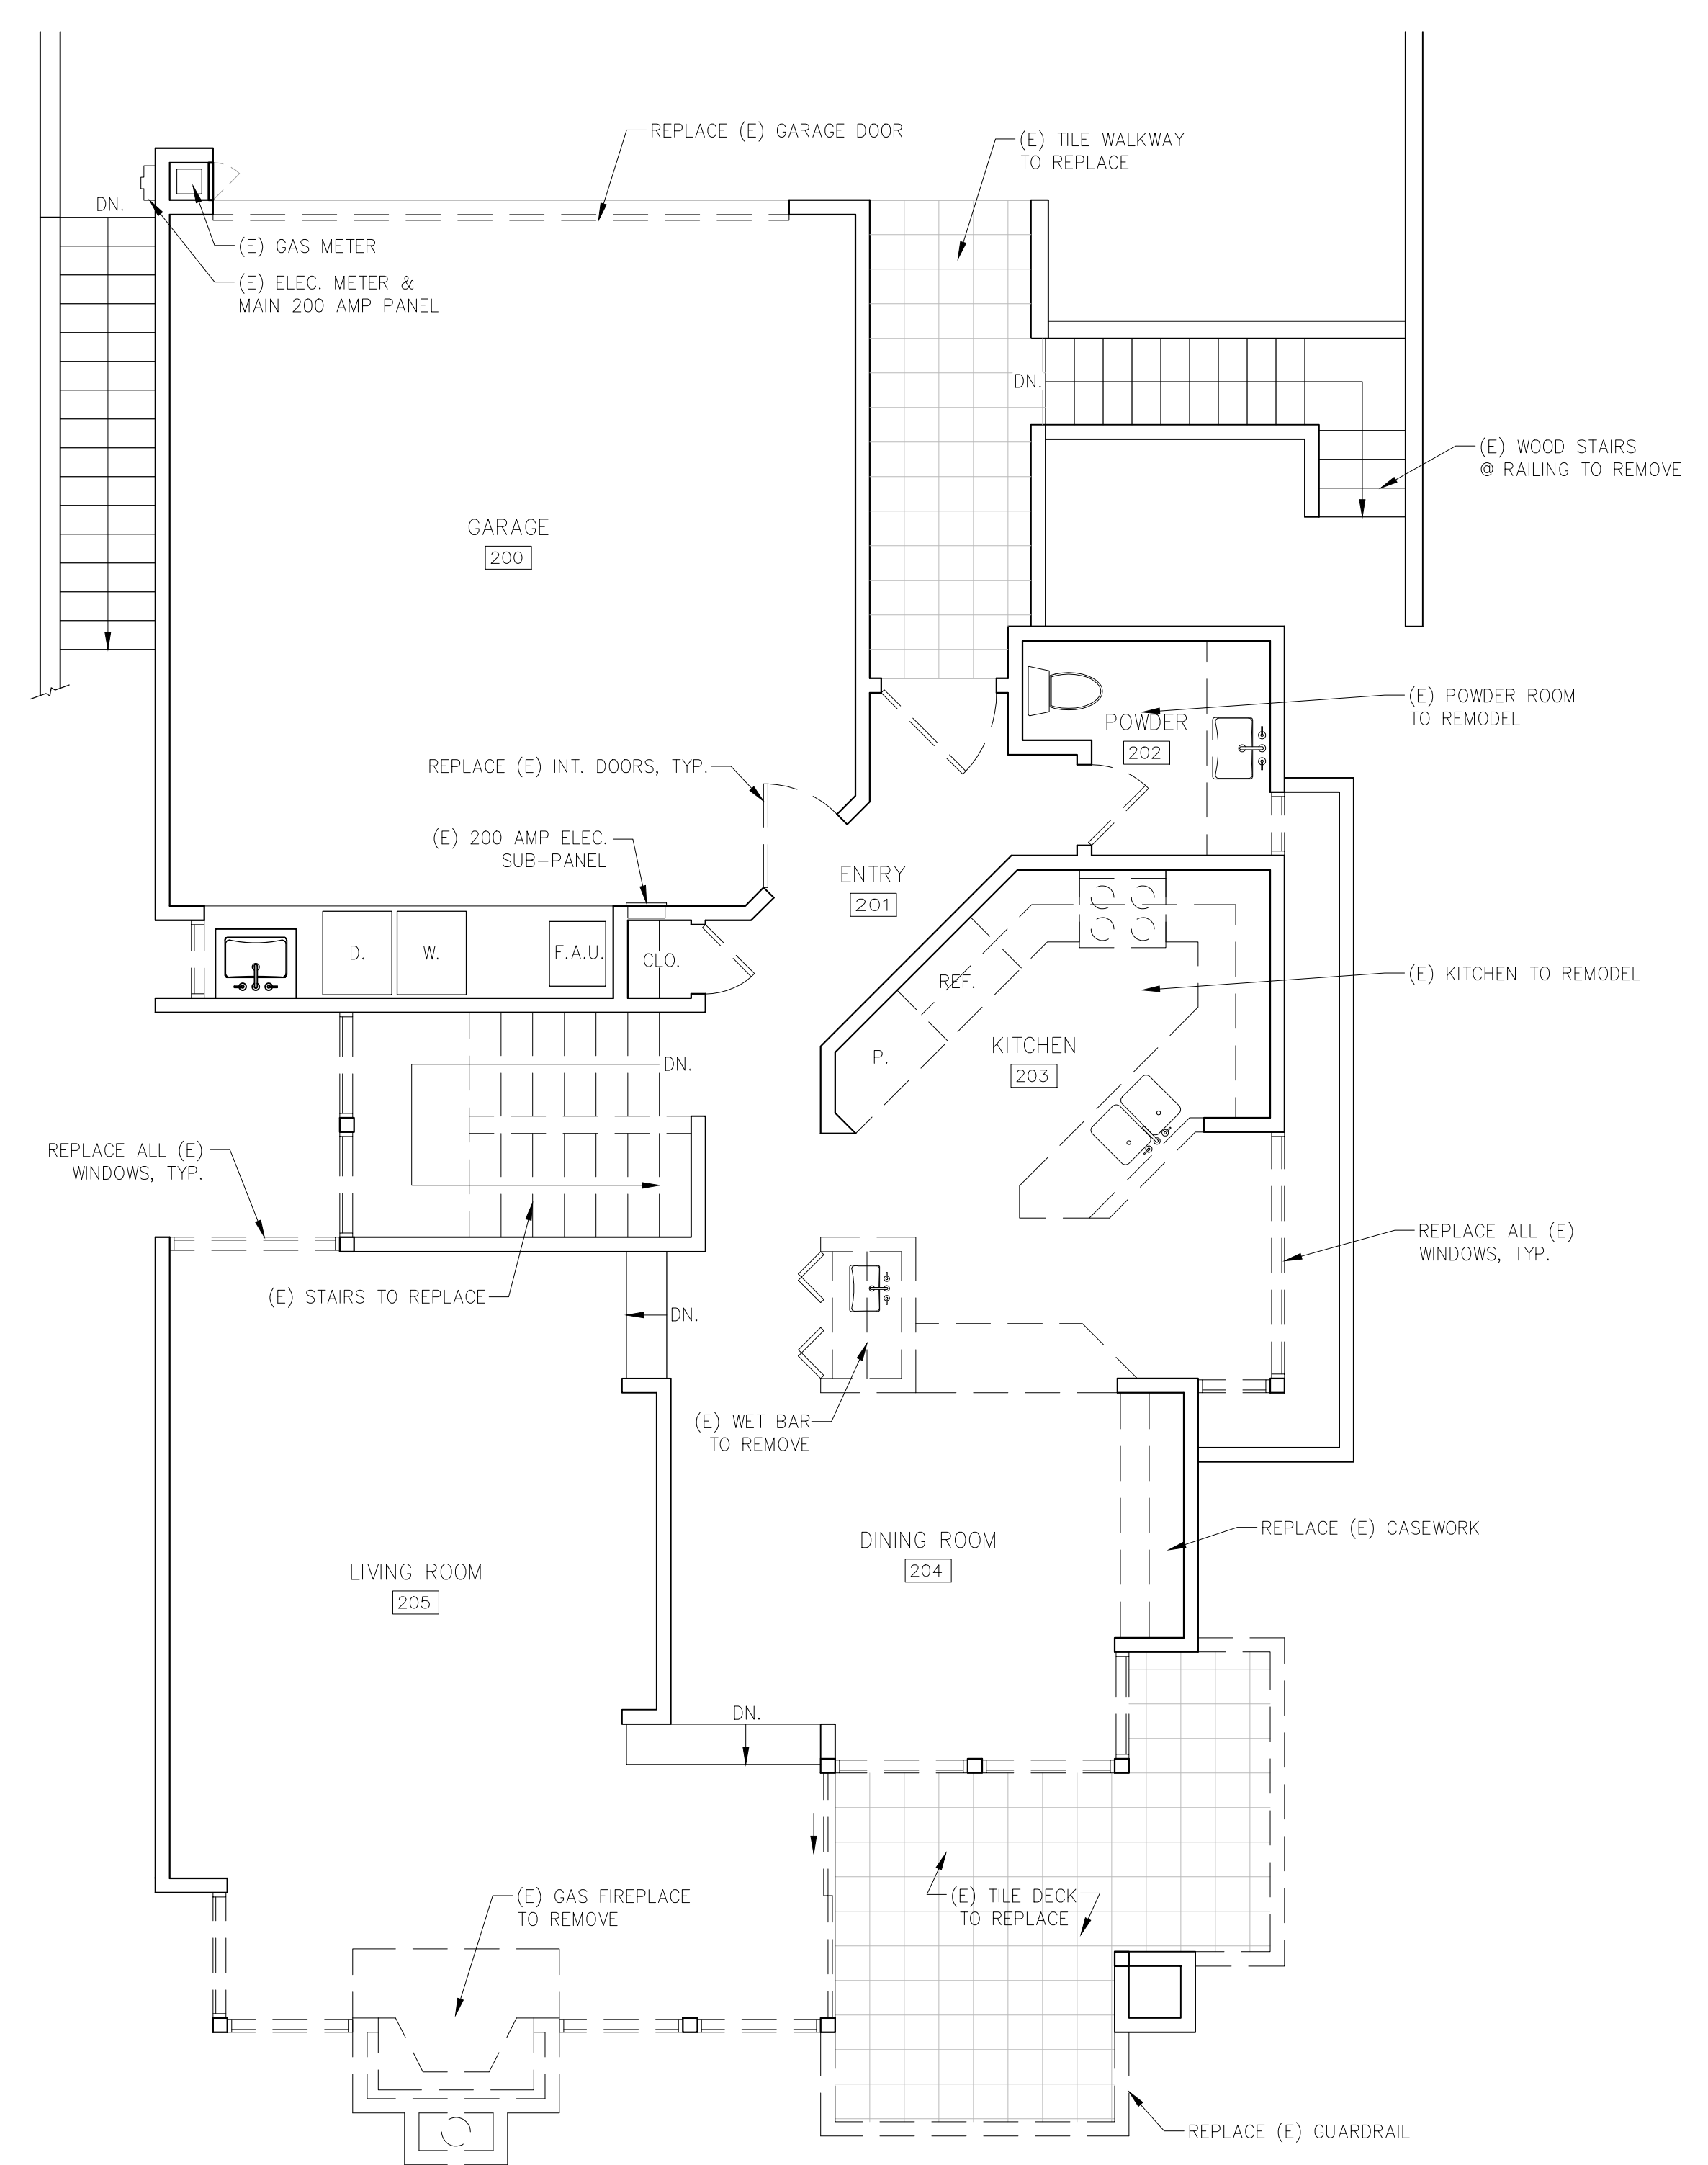 REPLACE (E) GARAGE DOOR
(E) TILE WALKWAY
TO REPLACE
DN.
(E) GAS METER
(E) ELEC. METER &
MAIN 200 AMP PANEL
DN.
(E) WOOD STAIRS
@ RAILING TO REMOVE
GARAGE
200
(E) POWDER ROOM
TO REMODEL
POWDER
202
REPLACE (E) INT. DOORS, TYP.
(E) 200 AMP ELEC.
SUB-PANEL
ENTRY
201
D.
W.
F.A.U.
CLO.
REF.
(E) KITCHEN TO REMODEL
KITCHEN
203
P.
DN.
REPLACE ALL (E)
WINDOWS, TYP.
REPLACE ALL (E)
WINDOWS, TYP.
(E) STAIRS TO REPLACE
DN.
(E) WET BAR
TO REMOVE
REPLACE (E) CASEWORK
DINING ROOM
204
LIVING ROOM
205
DN.
(E) GAS FIREPLACE
TO REMOVE
(E) TILE DECK
TO REPLACE
REPLACE (E) GUARDRAIL